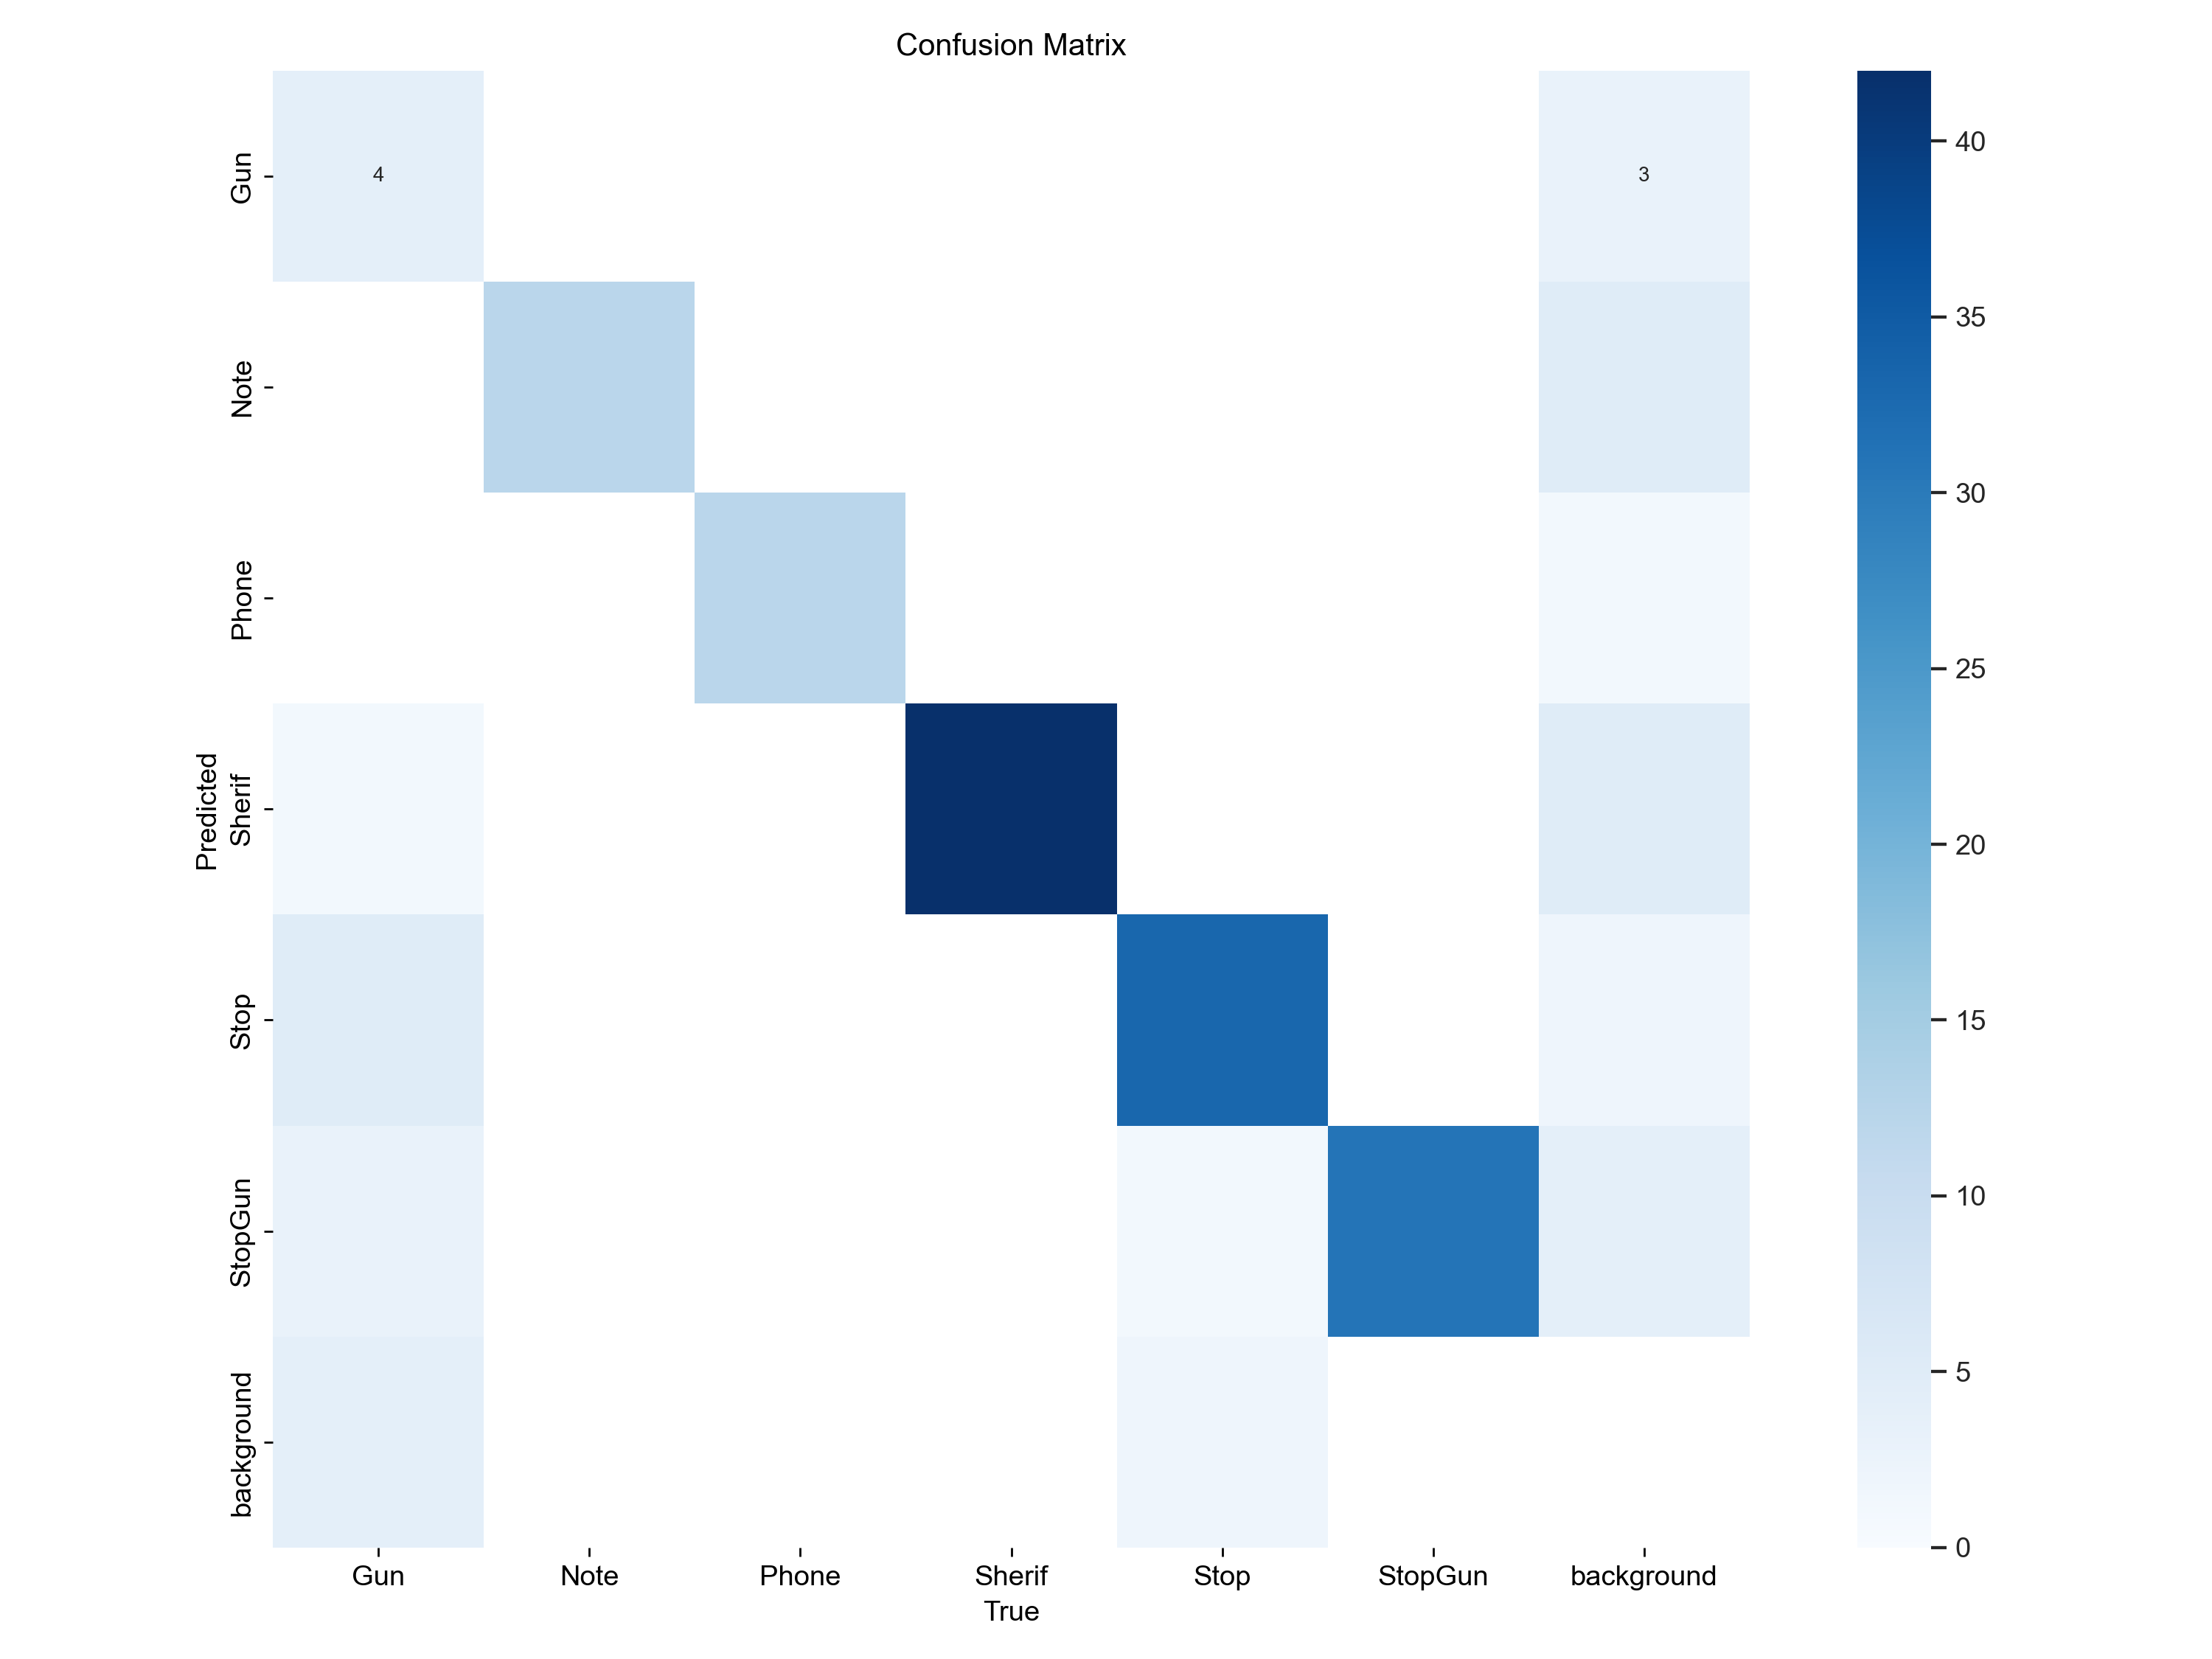 Confusion Matrix
Predicted
Gun
4
3
Note
Phone
Sherif
Stop
StopGun
background
Gun
Note
Phone
Sherif
Stop
StopGun
background
True
40
35
30
25
20
15
10
5
0